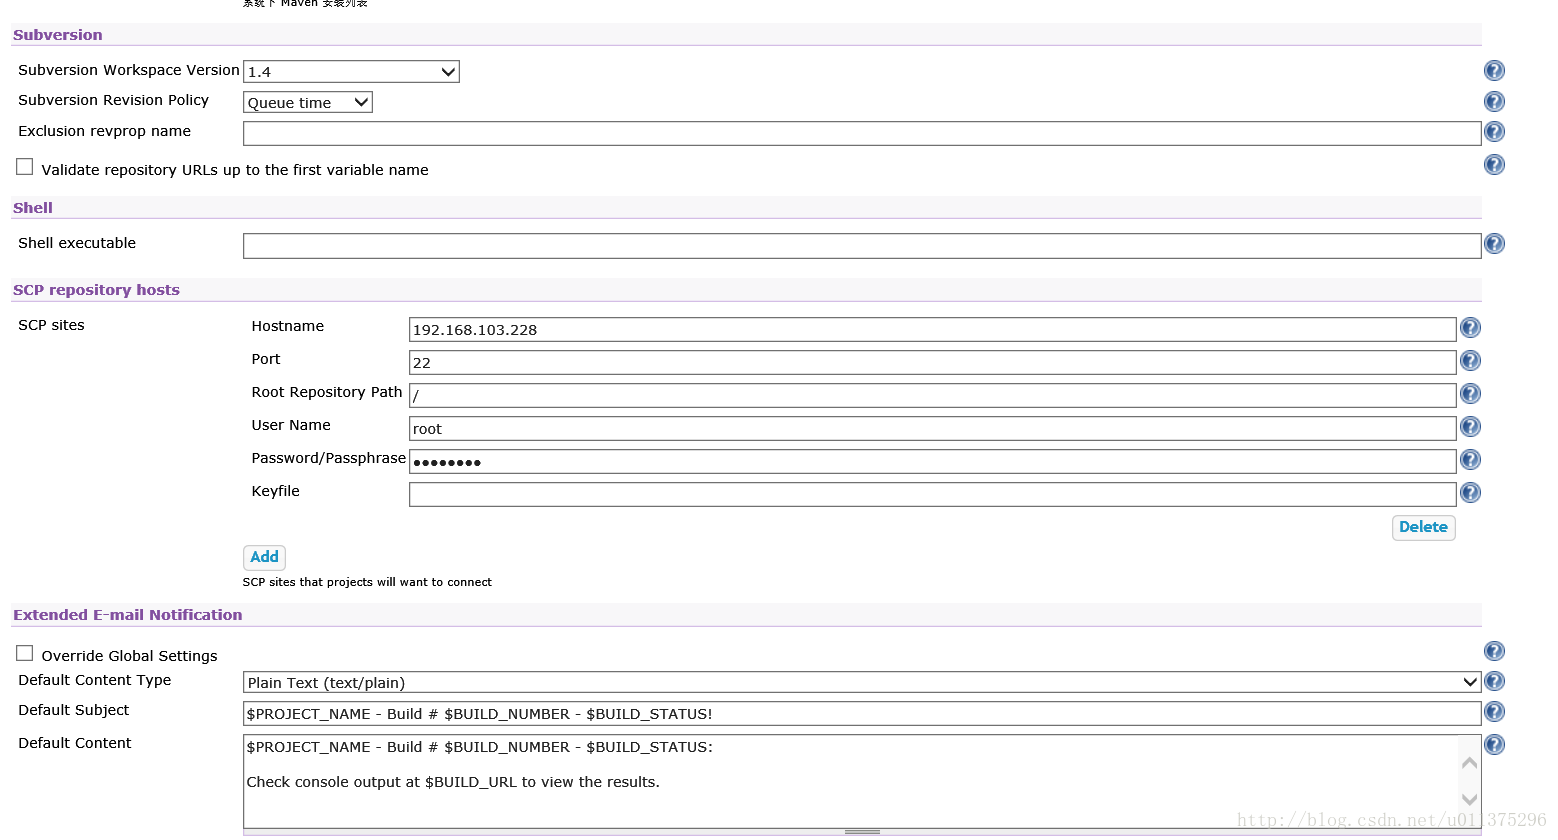 系统下 Maven 安装列表
Subversion
Subversion Workspace Version 1.4
Subversion Revision Policy Queue time
Exclusion revprop name
Validate repository URLs up to the first variable name
Shell
Shell executable
SCP repository hosts
SCP sites Hostname 192.168.103.228
Port 22
Root Repository Path /
User Name root
Password/Passphrase ••••••••
Keyfile
Delete
Add
SCP sites that projects will want to connect
Extended E-mail Notification
Override Global Settings
Default Content Type Plain Text (text/plain)
Default Subject $PROJECT_NAME - Build # $BUILD_NUMBER - $BUILD_STATUS!
Default Content $PROJECT_NAME - Build # $BUILD_NUMBER - $BUILD_STATUS:
Check console output at $BUILD_URL to view the results.
http://blog.csdn.net/u011375296